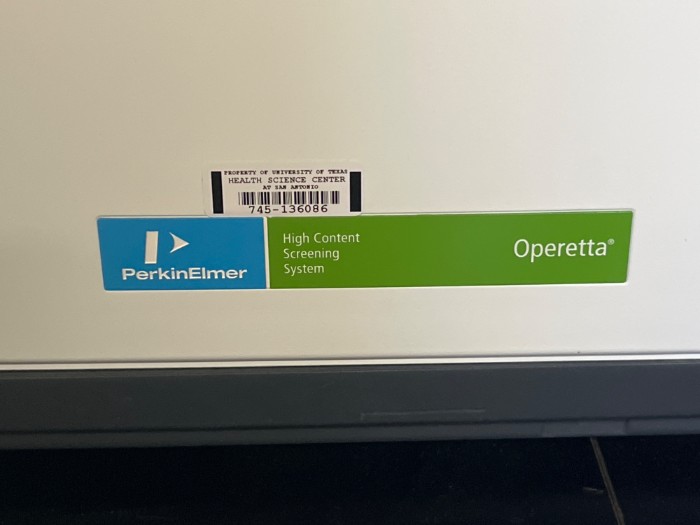 PROPERTY OF UNIVERSITY OF TEXAS
HEALTH SCIENCE CENTER
AT SAN ANTONIO
745-136086
PerkinElmer
High Content
Screening
System
Operetta®